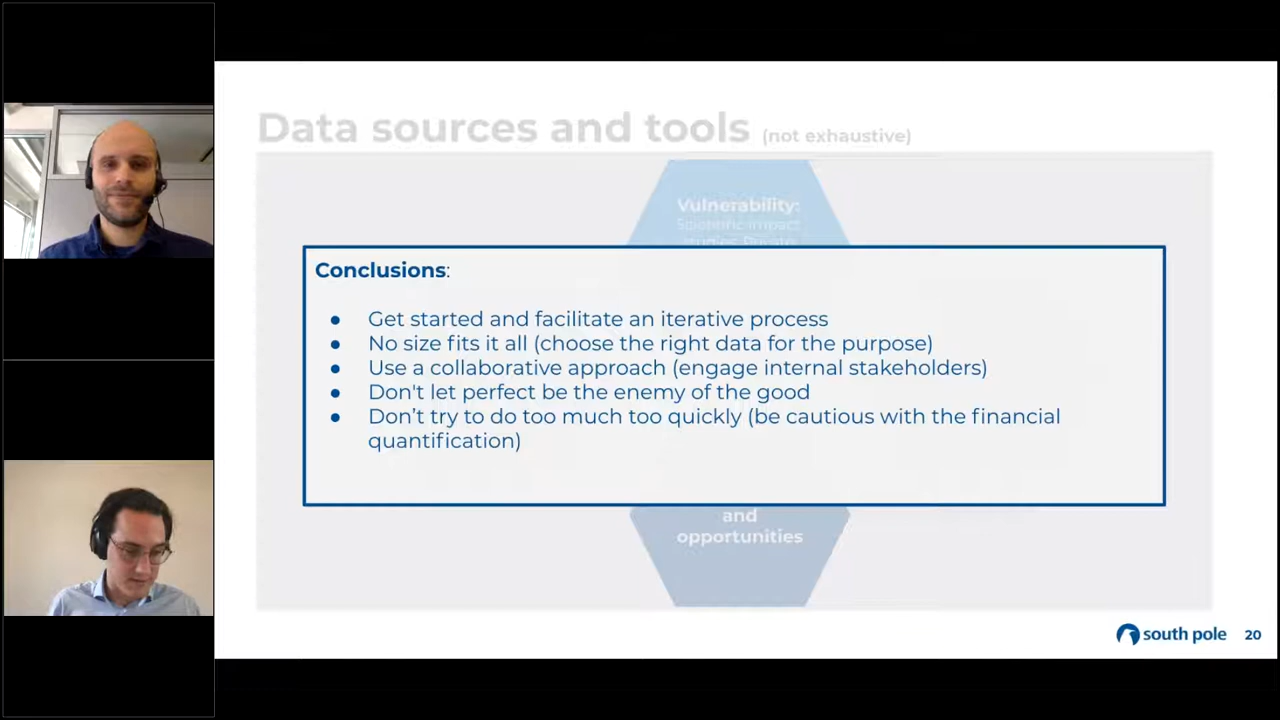 Data sources and tools (not exhaustive)
Vulnerability:
Scientific impact
studies, Private
Conclusions:
● Get started and facilitate an iterative process
● No size fits it all (choose the right data for the purpose)
● Use a collaborative approach (engage internal stakeholders)
● Don't let perfect be the enemy of the good
● Don’t try to do too much too quickly (be cautious with the financial
quantification)
and
opportunities
south pole 20